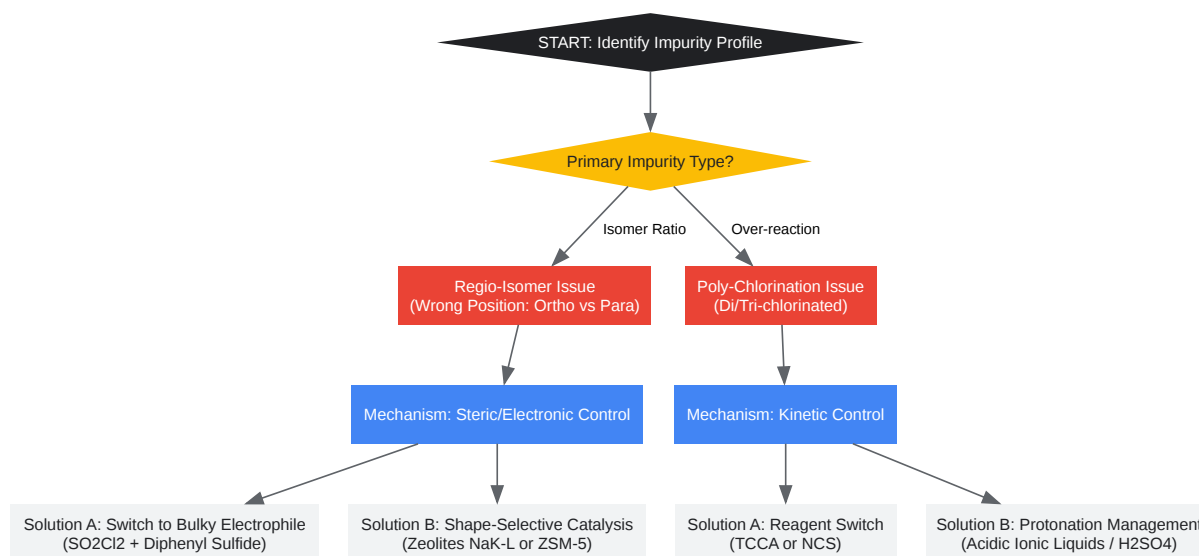 START: Identify Impurity Profile
Primary Impurity Type?
Isomer Ratio
Over-reaction
Regio-Isomer Issue
(Wrong Position: Ortho vs Para)
Poly-Chlorination Issue
(Di/Tri-chlorinated)
Mechanism: Steric/Electronic Control
Mechanism: Kinetic Control
Solution A: Switch to Bulky Electrophile
(SO2Cl2 + Diphenyl Sulfide)
Solution B: Shape-Selective Catalysis
(Zeolites NaK-L or ZSM-5)
Solution A: Reagent Switch
(TCCA or NCS)
Solution B: Protonation Management
(Acidic Ionic Liquids / H2SO4)